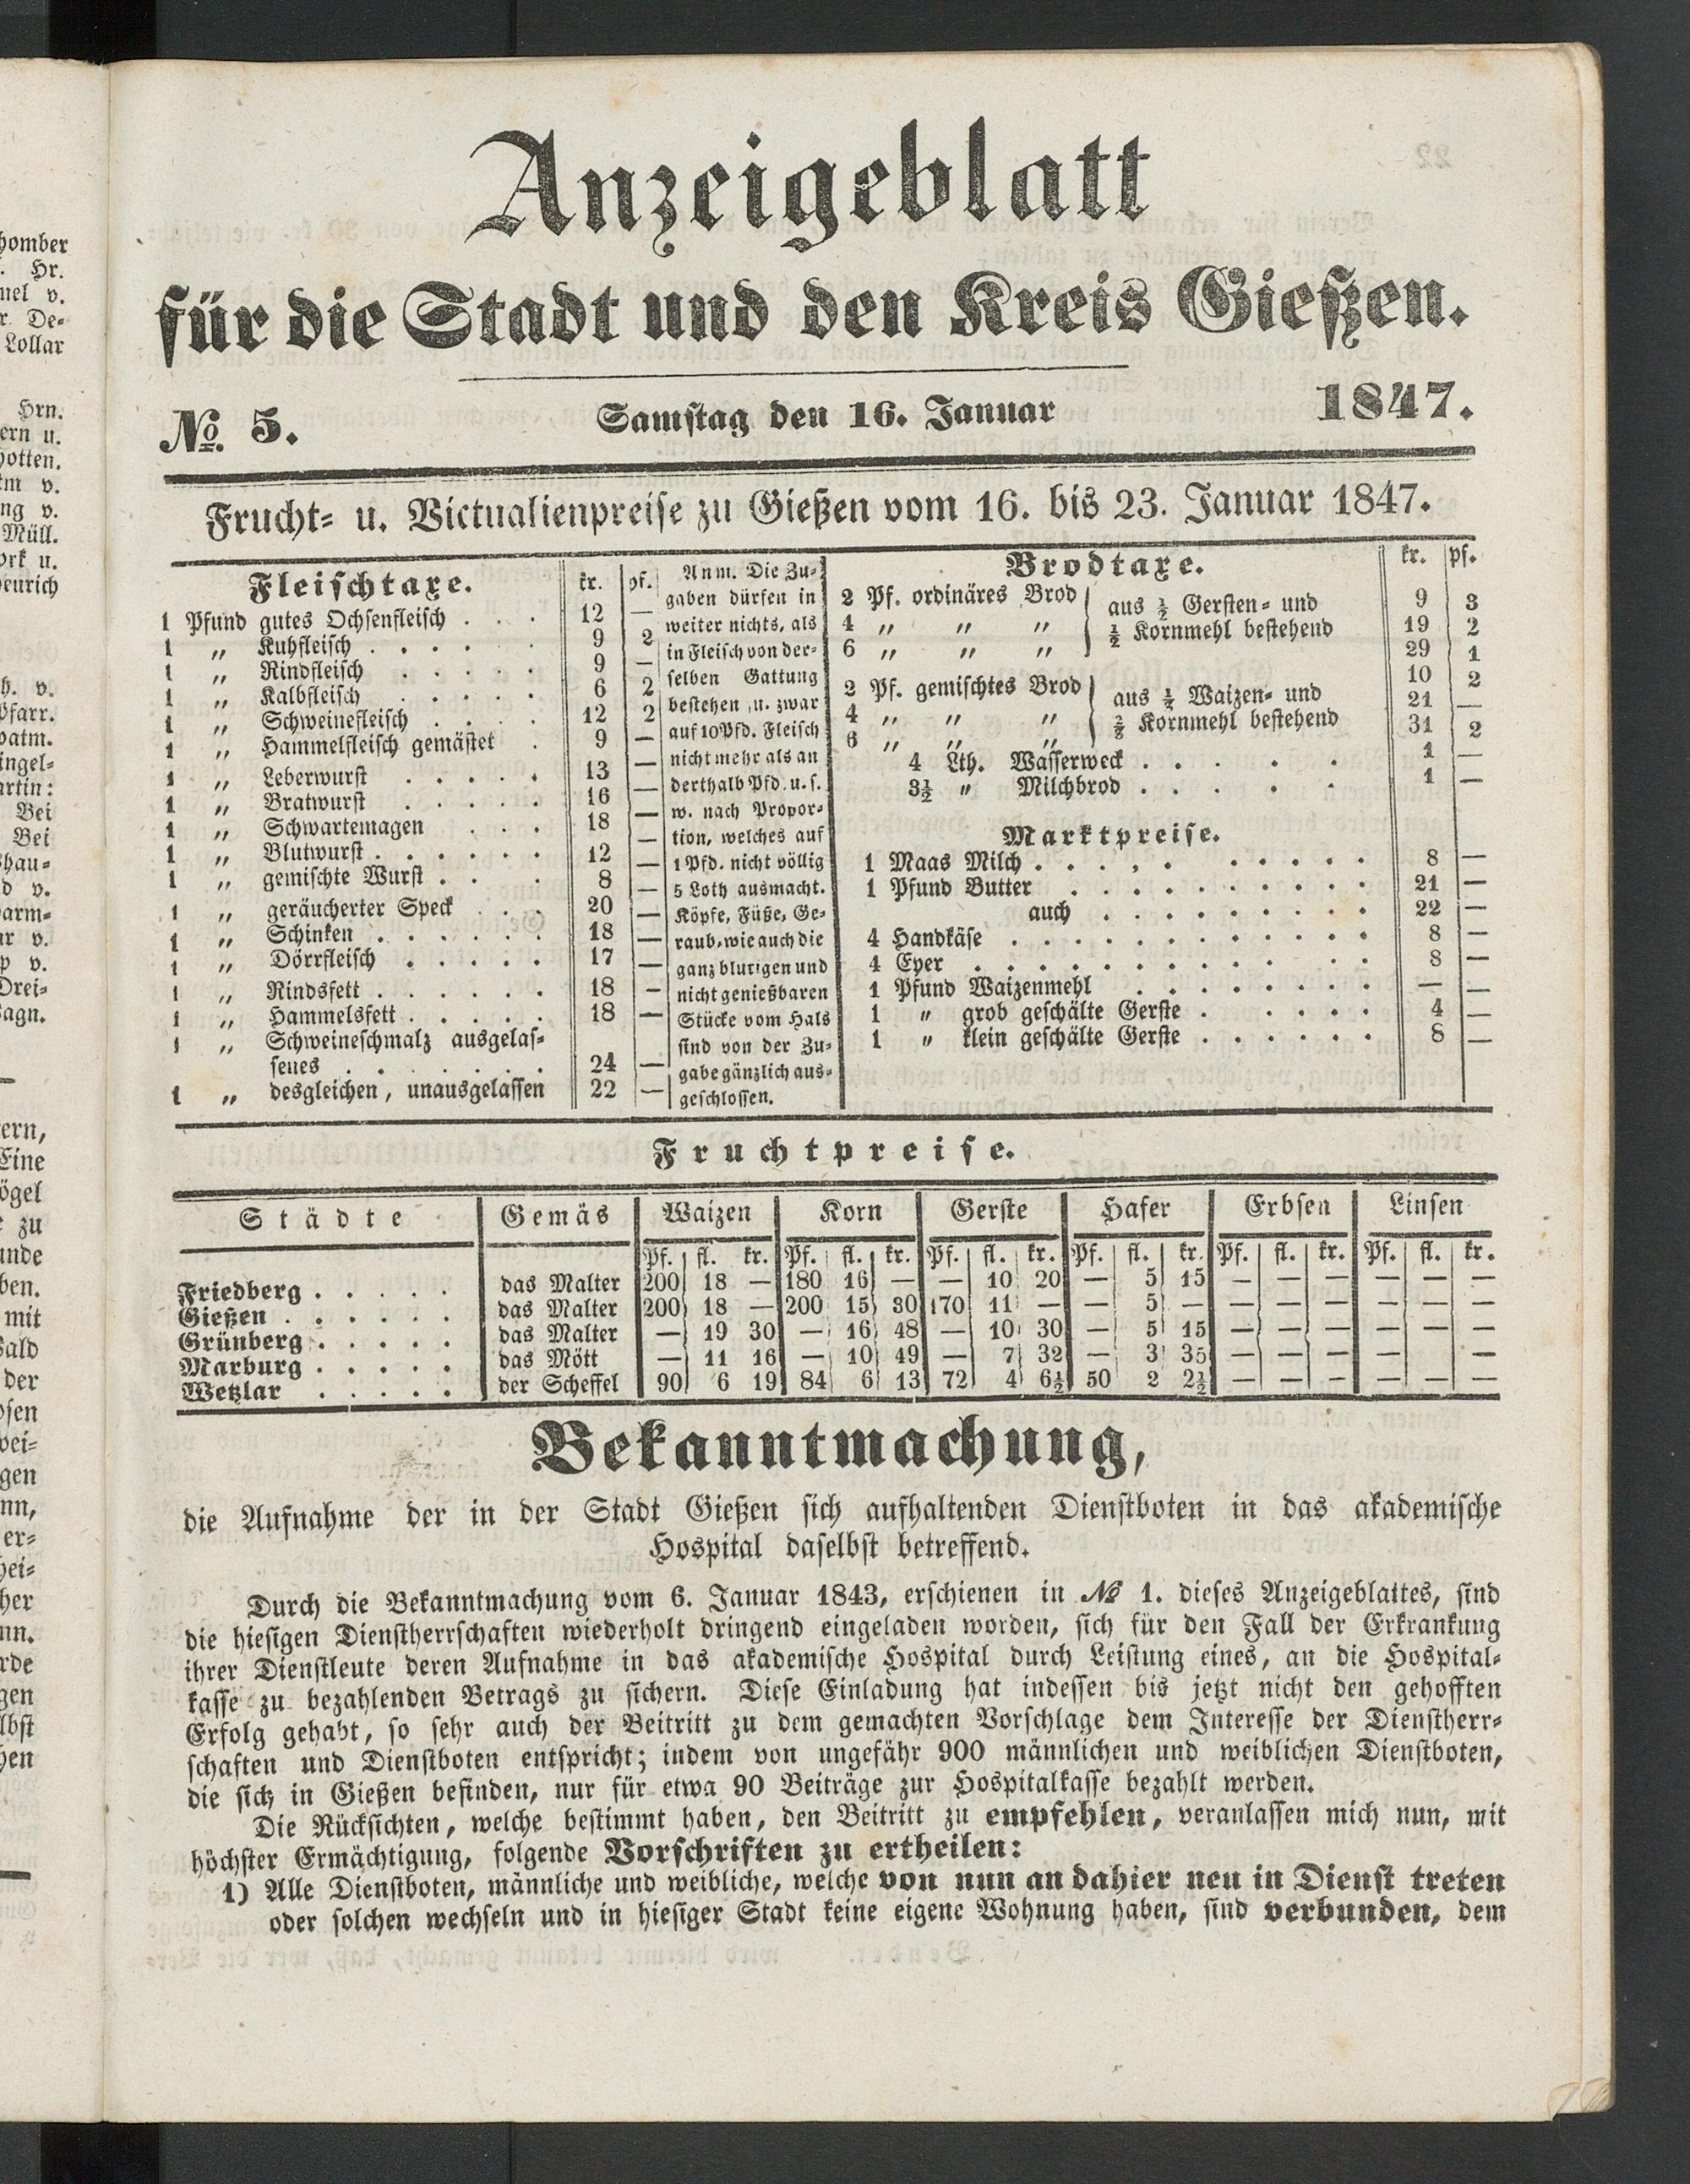 Anzeigeblatt
für die Stadt und den Kreis Gießen.
No. 5. Samstag den 16. Januar 1847.
Frucht- u. Victualienpreise zu Gießen vom 16. bis 23. Januar 1847.
Fleischtaxe. kr. pf.
1 Pfund gutes Ochsenfleisch . . . 12 —
1 „ Kuhfleisch . . . . . 9 2
1 „ Rindfleisch . . . . . 9 —
1 „ Kalbfleisch . . . . 6 2
1 „ Schweinefleisch . . . . 12 2
1 „ Hammelfleisch gemästet . 9 —
1 „ Leberwurst . . . . . 13 —
1 „ Bratwurst . . . . . 16 —
1 „ Schwartemagen . . . 18 —
1 „ Blutwurst . . . . . . 12 —
1 „ gemischte Wurst . . . 8 —
1 „ geräucherter Speck . . . 20 —
1 „ Schinken . . . . . . 18 —
1 „ Dörrfleisch . . . . . 17 —
1 „ Rindsfett . . . . . . 18 —
1 „ Hammelsfett . . . . . 18 —
1 „ Schweineschmalz ausgelas-
senes . . . . . . . 24 —
1 „ desgleichen, unausgelassen 22 —
Anm. Die Zu-
gaben dürfen in
weiter nichts, als
in Fleisch von der-
selben Gattung
bestehen, u. zwar
auf 10 Pfd. Fleisch
nicht mehr als an
derthalb Pfd. u. s.
w. nach Propor-
tion, welches auf
1 Pfd. nicht völlig
5 Loth ausmacht.
Köpfe, Füße, Ge-
raub, wie auch die
ganz blutigen und
nicht genießbaren
Stücke vom Hals
sind von der Zu-
gabe gänzlich aus-
geschlossen.
Brodtaxe. kr. pf.
2 Pf. ordinäres Brod aus ½ Gersten- und 9 3
4 „ „ „ ½ Kornmehl bestehend 19 2
6 „ „ „ 29 1
2 Pf. gemischtes Brod aus Waizen- und 10 2
4 „ „ „ Kornmehl bestehend 21 —
6 „ „ „ 31 2
4 Lth. Wasserweck . . . . . 1 —
3½ „ Milchbrod . . . . . 1 —
Marktpreise.
1 Maas Milch . . . . . . . . . . 8 —
1 Pfund Butter . . . . . . . . . 21 —
auch . . . . . . . . 22 —
4 Handkäse . . . . . . . . . . . 8 —
4 Eyer . . . . . . . . . . . 8 —
1 Pfund Waizenmehl . . . . . . . — —
1 „ grob geschälte Gerste . . . . . 4 —
1 „ klein geschälte Gerste . . . . . . 8 —
Fruchtpreise.
Städte Gemäs Waizen Korn Gerste Hafer Erbsen Linsen
Pf. fl. kr. Pf. fl. kr. Pf. fl. kr. Pf. fl. kr. Pf. fl. kr. Pf. fl. kr.
Friedberg . . . . . das Malter 200 18 — 180 16 — — 10 20 — 5 15 — — — — — —
Gießen . . . . . . das Malter 200 18 — 200 15 30 170 11 — — 5 — — — — — — —
Grünberg . . . . . das Malter — 19 30 — 16 48 — 10 30 — 5 15 — — — — — —
Marburg . . . . . das Mött — 11 16 — 10 49 — 7 32 — 3 35 — — — — —
Wetzlar . . . . . der Scheffel 90 6 19 84 6 13 72 4 6½ 50 2 2½ — — — — — —
Bekanntmachung,
die Aufnahme der in der Stadt Gießen sich aufhaltenden Dienstboten in das akademische
Hospital daselbst betreffend.
Durch die Bekanntmachung vom 6. Januar 1843, erschienen in № 1. dieses Anzeigeblattes, sind
die hiesigen Dienstherrschaften wiederholt dringend eingeladen worden, sich für den Fall der Erkrankung
ihrer Dienstleute deren Aufnahme in das akademische Hospital durch Leistung eines, an die Hospital-
kasse zu bezahlenden Betrags zu sichern. Diese Einladung hat indessen bis jetzt nicht den gehofften
Erfolg gehabt, so sehr auch der Beitritt zu dem gemachten Vorschlage dem Interesse der Dienstherr-
schaften und Dienstboten entspricht; indem von ungefähr 900 männlichen und weiblichen Dienstboten,
die sich in Gießen befinden, nur für etwa 90 Beiträge zur Hospitalkasse bezahlt werden.
Die Rücksichten, welche bestimmt haben, den Beitritt zu empfehlen, veranlassen mich nun, mit
höchster Ermächtigung, folgende Vorschriften zu ertheilen:
1) Alle Dienstboten, männliche und weibliche, welche von nun an dahier neu in Dienst treten
oder solchen wechseln und in hiesiger Stadt keine eigene Wohnung haben, sind verbunden, dem